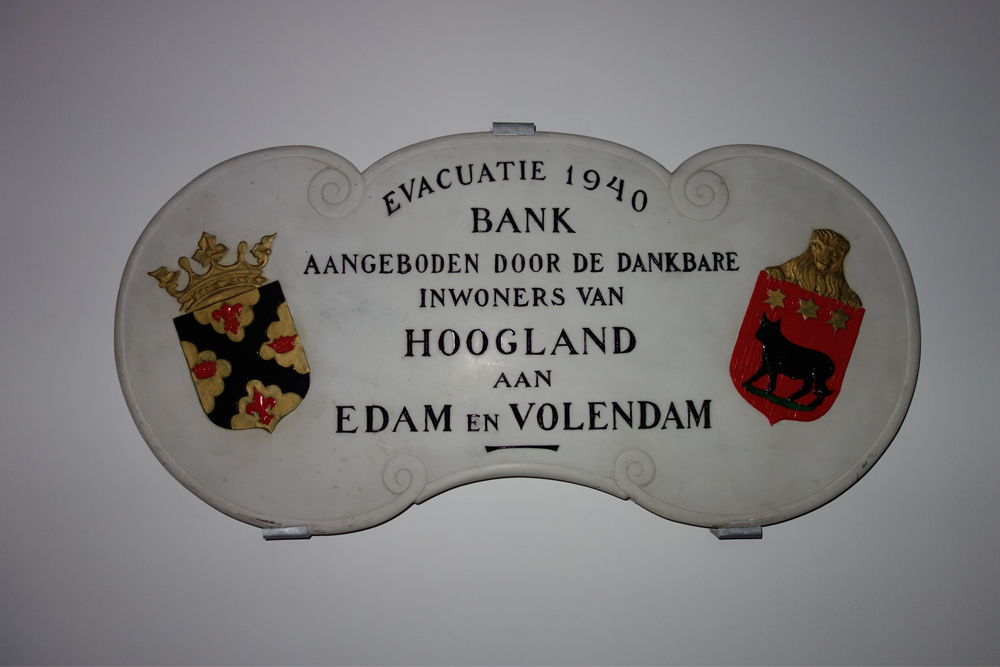 EVACUATIE 1940
BANK
AANGEBODEN DOOR DE DANKBARE
INWONERS VAN
HOOGLAND
AAN
EDAM EN VOLENDAM